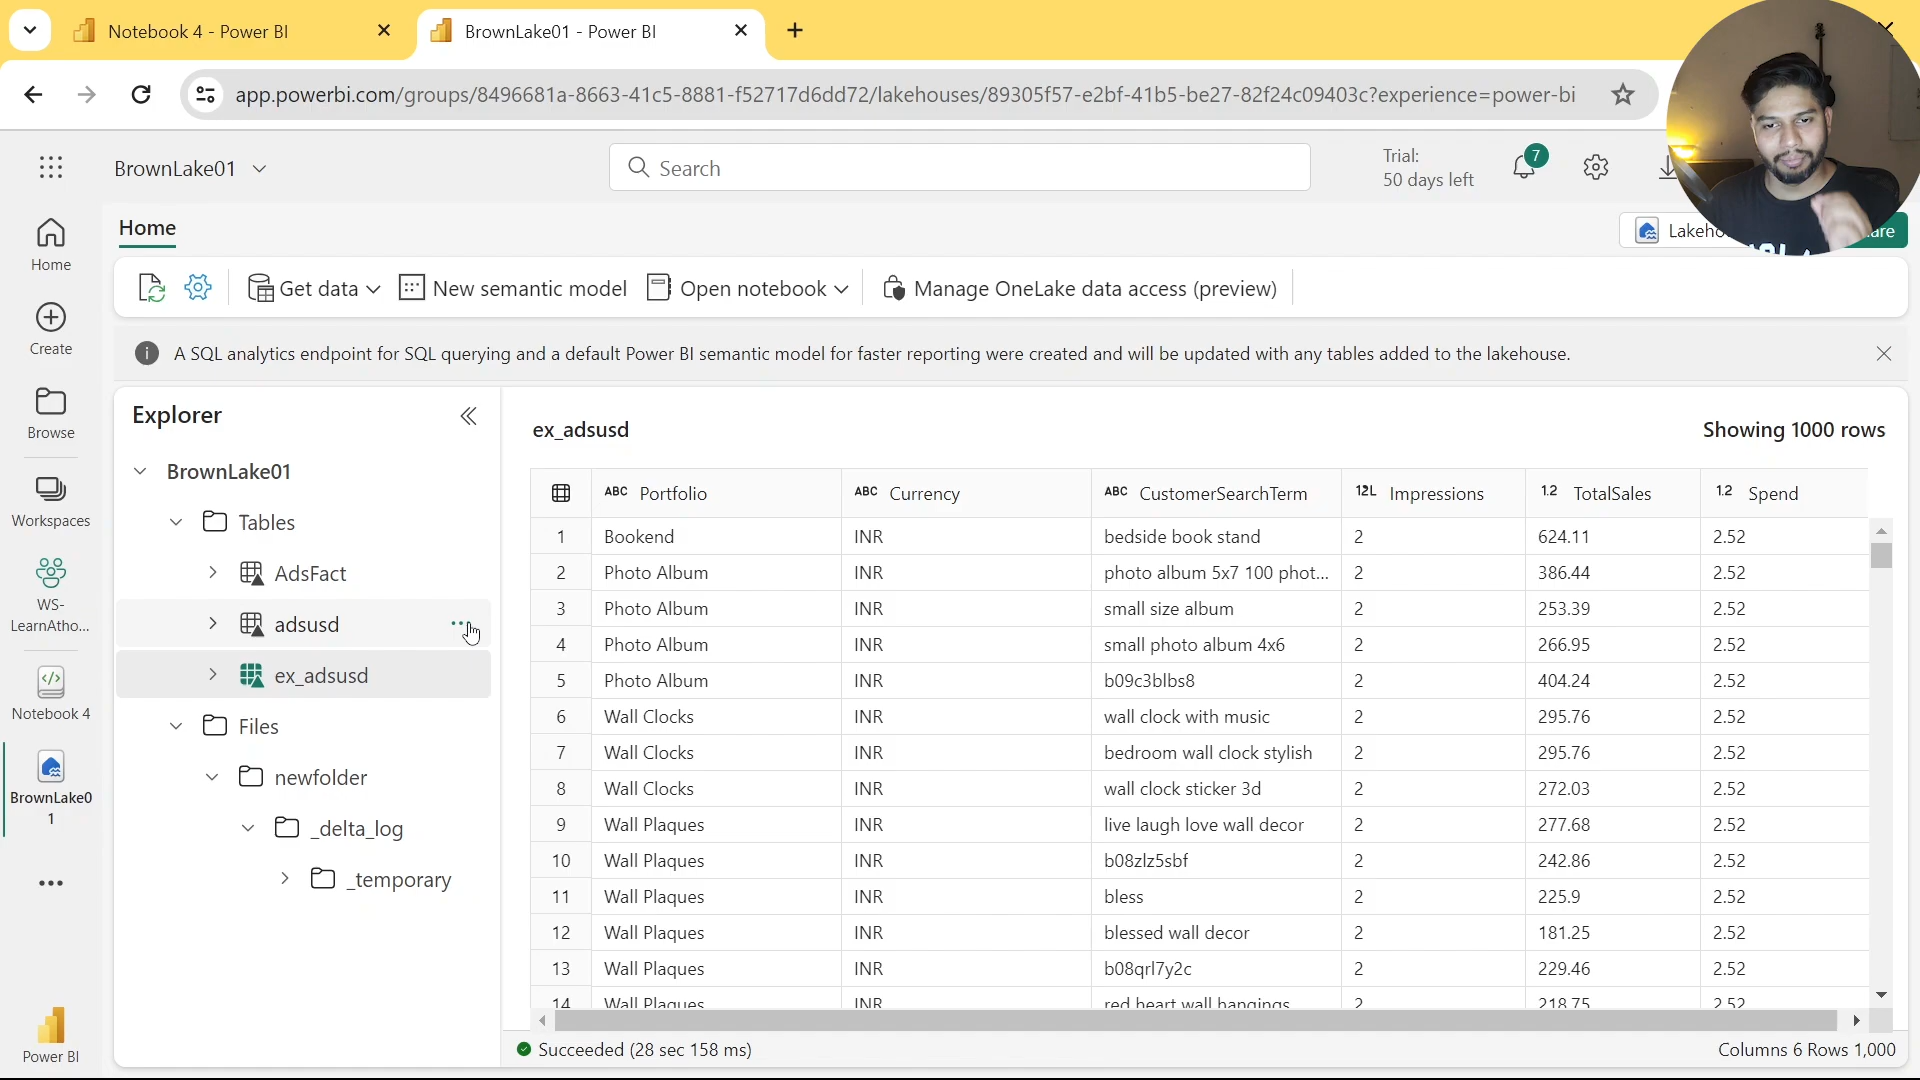 Notebook 4 - Power BI
BrownLake01 - Power BI
app.powerbi.com/groups/8496681a-8663-41c5-8881-f52717d6dd72/lakehouses/89305f57-e2bf-41b5-be27-82f24c09403c?experience=power-bi
BrownLake01
Search
Trial:
50 days left
7
Home
Create
Browse
Workspaces
WS-
LearnAtho...
Notebook 4
BrownLake0
1
Power BI
Home
Get data
New semantic model
Open notebook
Manage OneLake data access (preview)
A SQL analytics endpoint for SQL querying and a default Power BI semantic model for faster reporting were created and will be updated with any tables added to the lakehouse.
Explorer
BrownLake01
Tables
AdsFact
adsusd
ex_adsusd
Files
newfolder
_delta_log
_temporary
ex_adsusd
Showing 1000 rows
ABC Portfolio ABC Currency ABC CustomerSearchTerm 12L Impressions 1.2 TotalSales 1.2 Spend
1 Bookend INR bedside book stand 2 624.11 2.52
2 Photo Album INR photo album 5x7 100 phot... 2 386.44 2.52
3 Photo Album INR small size album 2 253.39 2.52
4 Photo Album INR small photo album 4x6 2 266.95 2.52
5 Photo Album INR b09c3blbs8 2 404.24 2.52
6 Wall Clocks INR wall clock with music 2 295.76 2.52
7 Wall Clocks INR bedroom wall clock stylish 2 295.76 2.52
8 Wall Clocks INR wall clock sticker 3d 2 272.03 2.52
9 Wall Plaques INR live laugh love wall decor 2 277.68 2.52
10 Wall Plaques INR b08zlz5sbf 2 242.86 2.52
11 Wall Plaques INR bless 2 225.9 2.52
12 Wall Plaques INR blessed wall decor 2 181.25 2.52
13 Wall Plaques INR b08qrl7y2c 2 229.46 2.52
14 Wall Plaques INR red heart wall hangings 2 218.75 2.52
Succeeded (28 sec 158 ms)
Columns 6 Rows 1,000